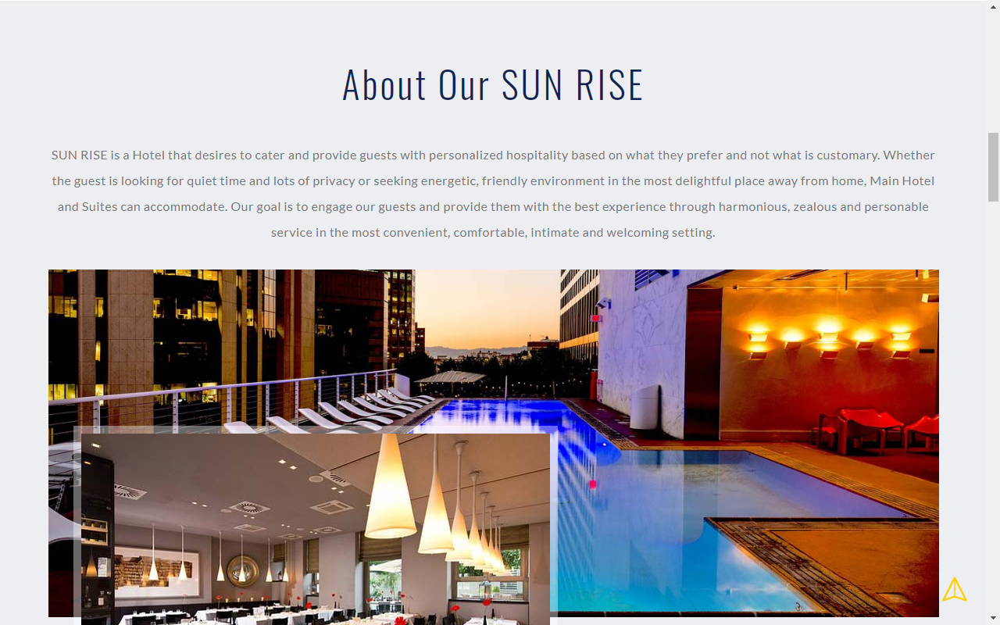 About Our SUN RISE
SUN RISE is a Hotel that desires to cater and provide guests with personalized hospitality based on what they prefer and not what is customary. Whether
the guest is looking for quiet time and lots of privacy or seeking energetic, friendly environment in the most delightful place away from home, Main Hotel
and Suites can accommodate. Our goal is to engage our guests and provide them with the best experience through harmonious, zealous and personable
service in the most convenient, comfortable, intimate and welcoming setting.